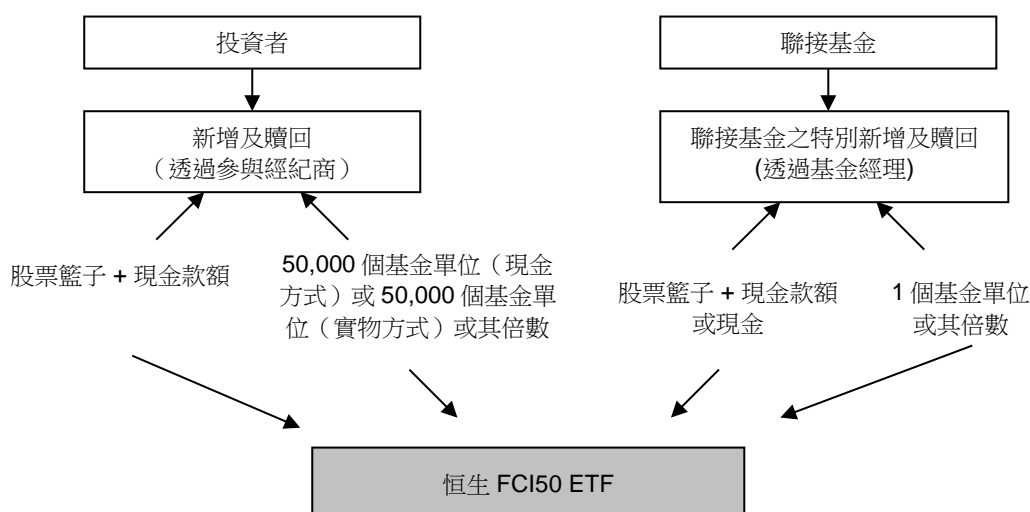 投資者
聯接基金
新增及贖回
（透過參與經紀商）
聯接基金之特別新增及贖回
(透過基金經理)
股票籃子 + 現金款額
50,000 個基金單位（現金
方式）或 50,000 個基金單
位（實物方式）或其倍數
股票籃子 + 現金款額
或現金
1 個基金單位
或其倍數
恒生 FCI50 ETF